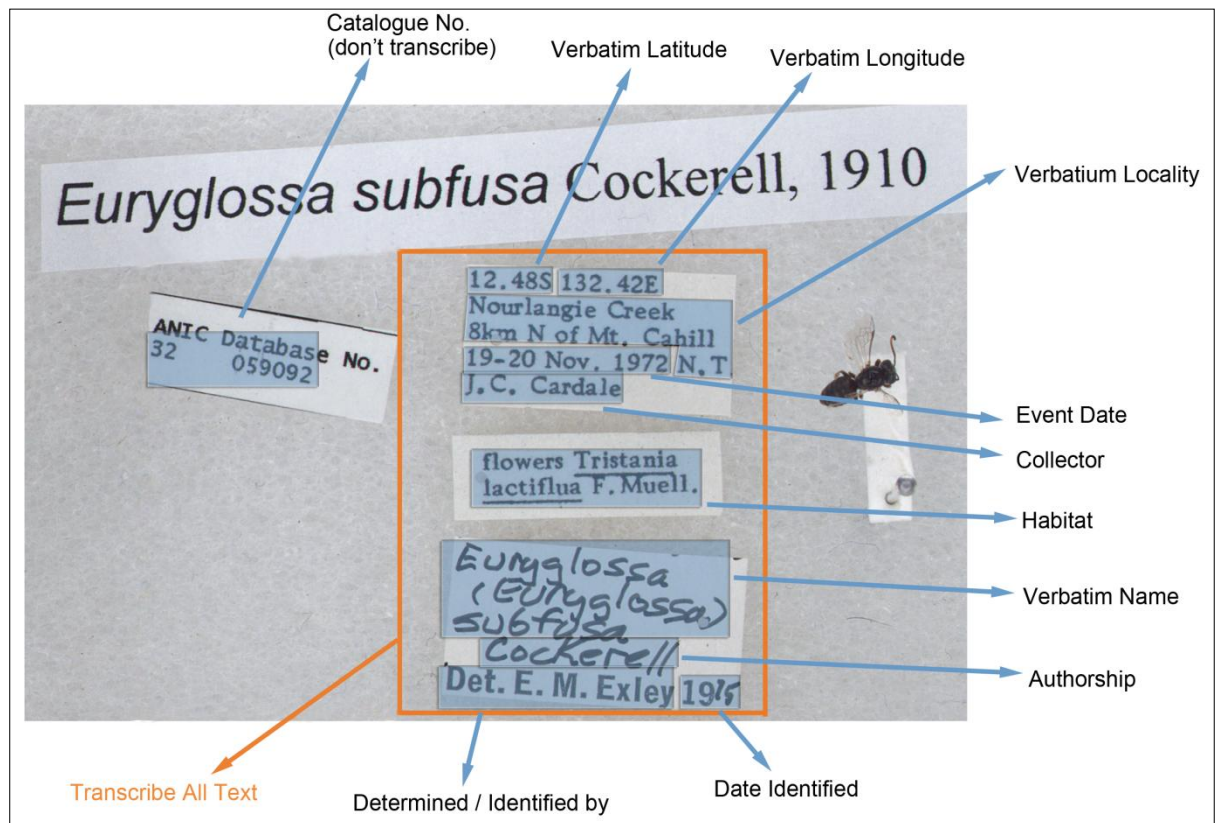 Catalogue No.
(don't transcribe)
Verbatim Latitude
Verbatim Longitude
Verbatium Locality
Euryglossa subfusa Cockerell, 1910
ANIC Database No.
32 059092
12.48S 132.42E
Nourlangie Creek
8km N of Mt. Cahill
19-20 Nov. 1972 N.T
J.C. Cardale
Event Date
Collector
flowers Tristania
lactiflua F. Muell.
Habitat
Euryglossa
(Euryglossa)
subfusa
Cockerell
Det. E. M. Exley 1975
Verbatim Name
Authorship
Transcribe All Text
Determined / Identified by
Date Identified